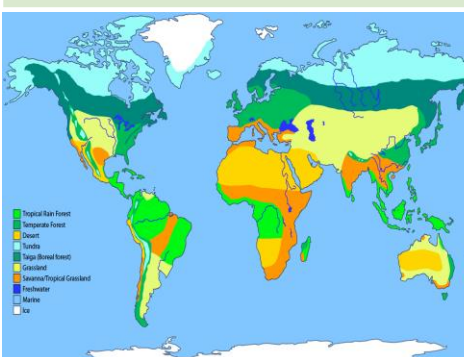 Tropical Rain Forest
Tamperate Forest
Desert
Tundra
Taiga (Boreal forest)
Grassland
Savanna/Tropical Grassland
Freshwater
Marine
Ice